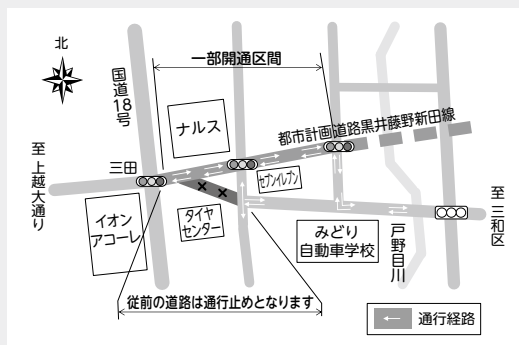 北
一部開通区間
国道18号
ナルス
都市計画道路黒井藤野新田線
三田
セブンイレブン
至 上越大通り
イオン
アコーレ
タイヤ
センター
みどり
自動車学校
戸野目川
至 三和区
従前の道路は通行止めとなります
通行経路